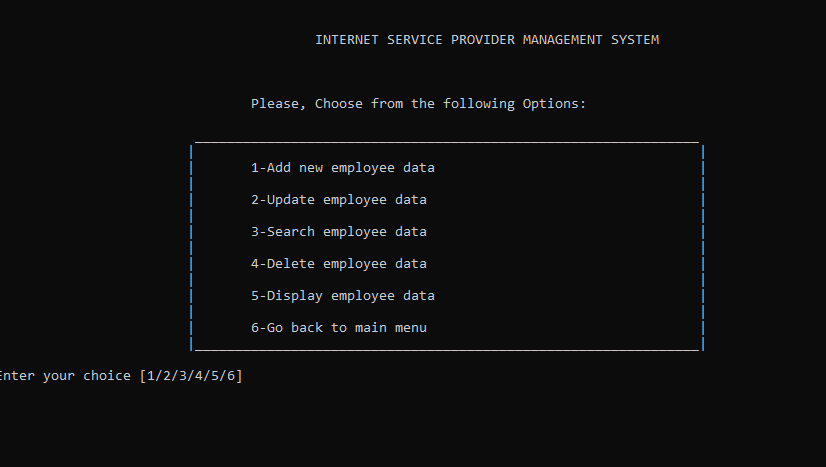 INTERNET SERVICE PROVIDER MANAGEMENT SYSTEM
Please, Choose from the following Options:
1-Add new employee data
2-Update employee data
3-Search employee data
4-Delete employee data
5-Display employee data
6-Go back to main menu
Enter your choice [1/2/3/4/5/6]